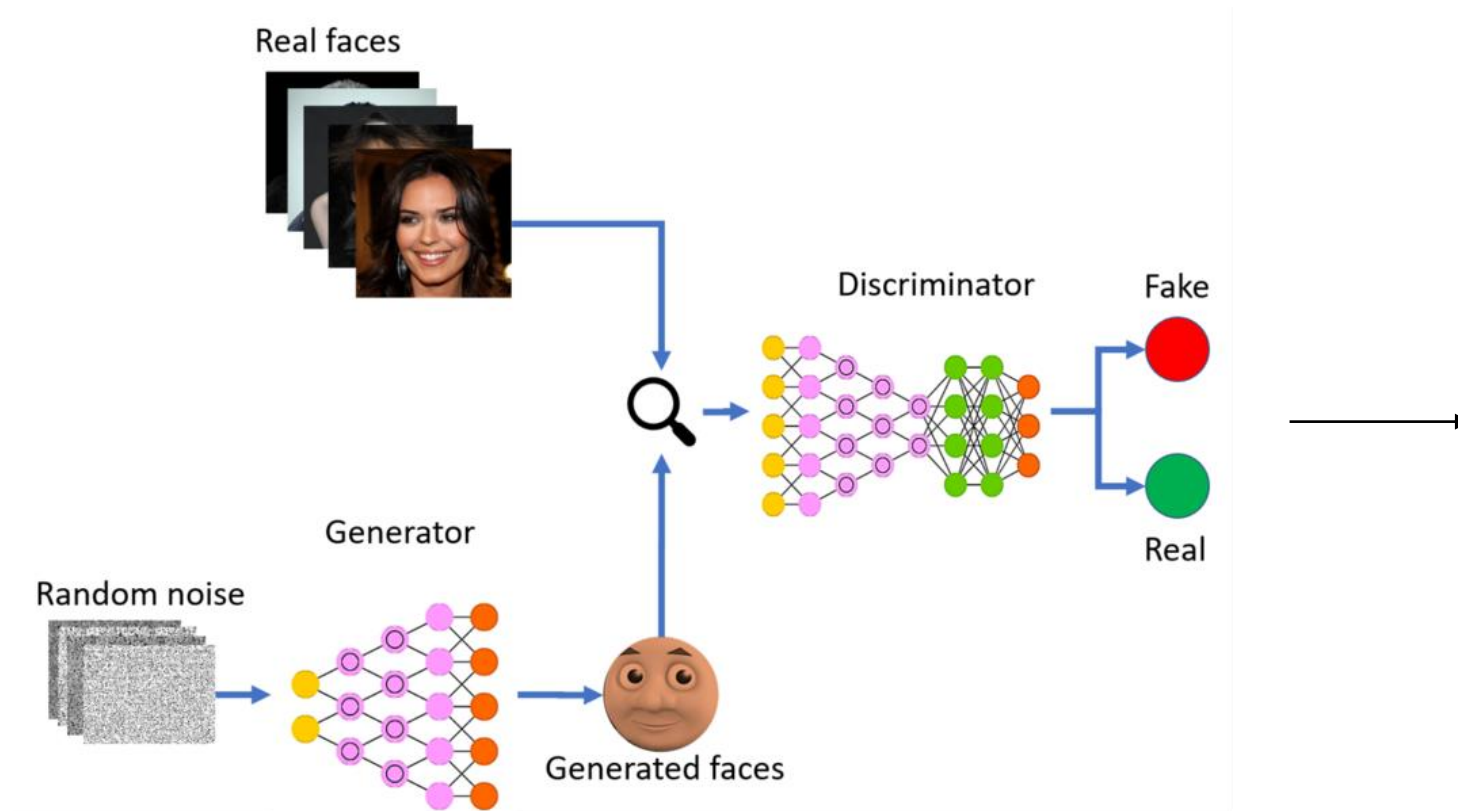 Real faces
Discriminator
Fake
Generator
Real
Random noise
Generated faces